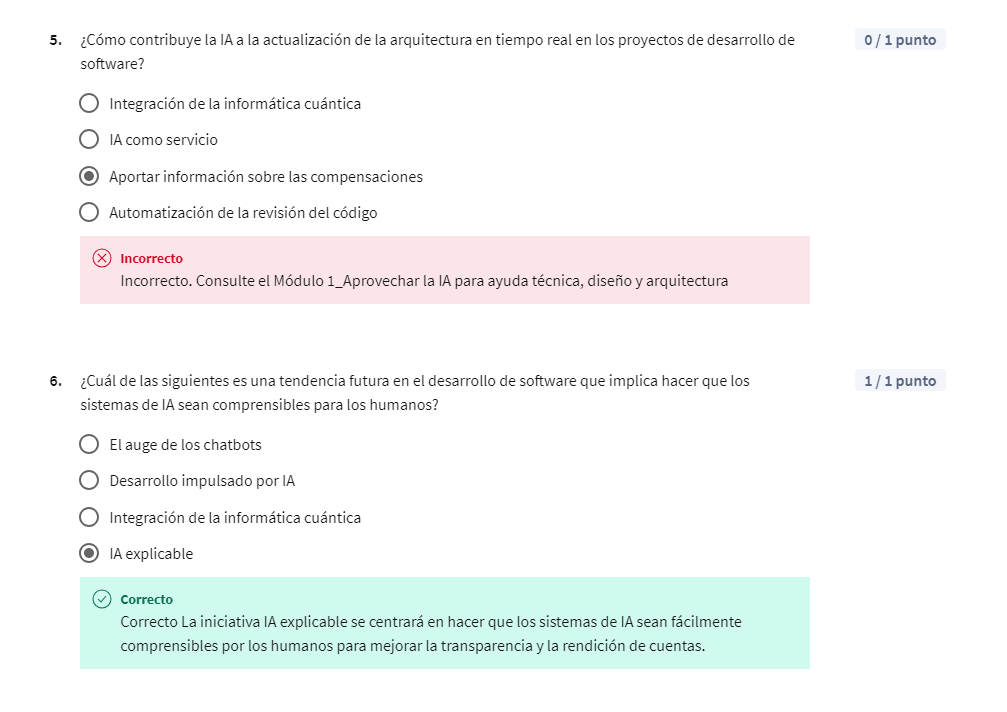 5. ¿Cómo contribuye la IA a la actualización de la arquitectura en tiempo real en los proyectos de desarrollo de
software?
0 / 1 punto
Integración de la informática cuántica
IA como servicio
Aportar información sobre las compensaciones
Automatización de la revisión del código
Incorrecto
Incorrecto. Consulte el Módulo 1_Aprovechar la IA para ayuda técnica, diseño y arquitectura
6. ¿Cuál de las siguientes es una tendencia futura en el desarrollo de software que implica hacer que los
sistemas de IA sean comprensibles para los humanos?
1 / 1 punto
El auge de los chatbots
Desarrollo impulsado por IA
Integración de la informática cuántica
IA explicable
Correcto
Correcto La iniciativa IA explicable se centrará en hacer que los sistemas de IA sean fácilmente
comprensibles por los humanos para mejorar la transparencia y la rendición de cuentas.